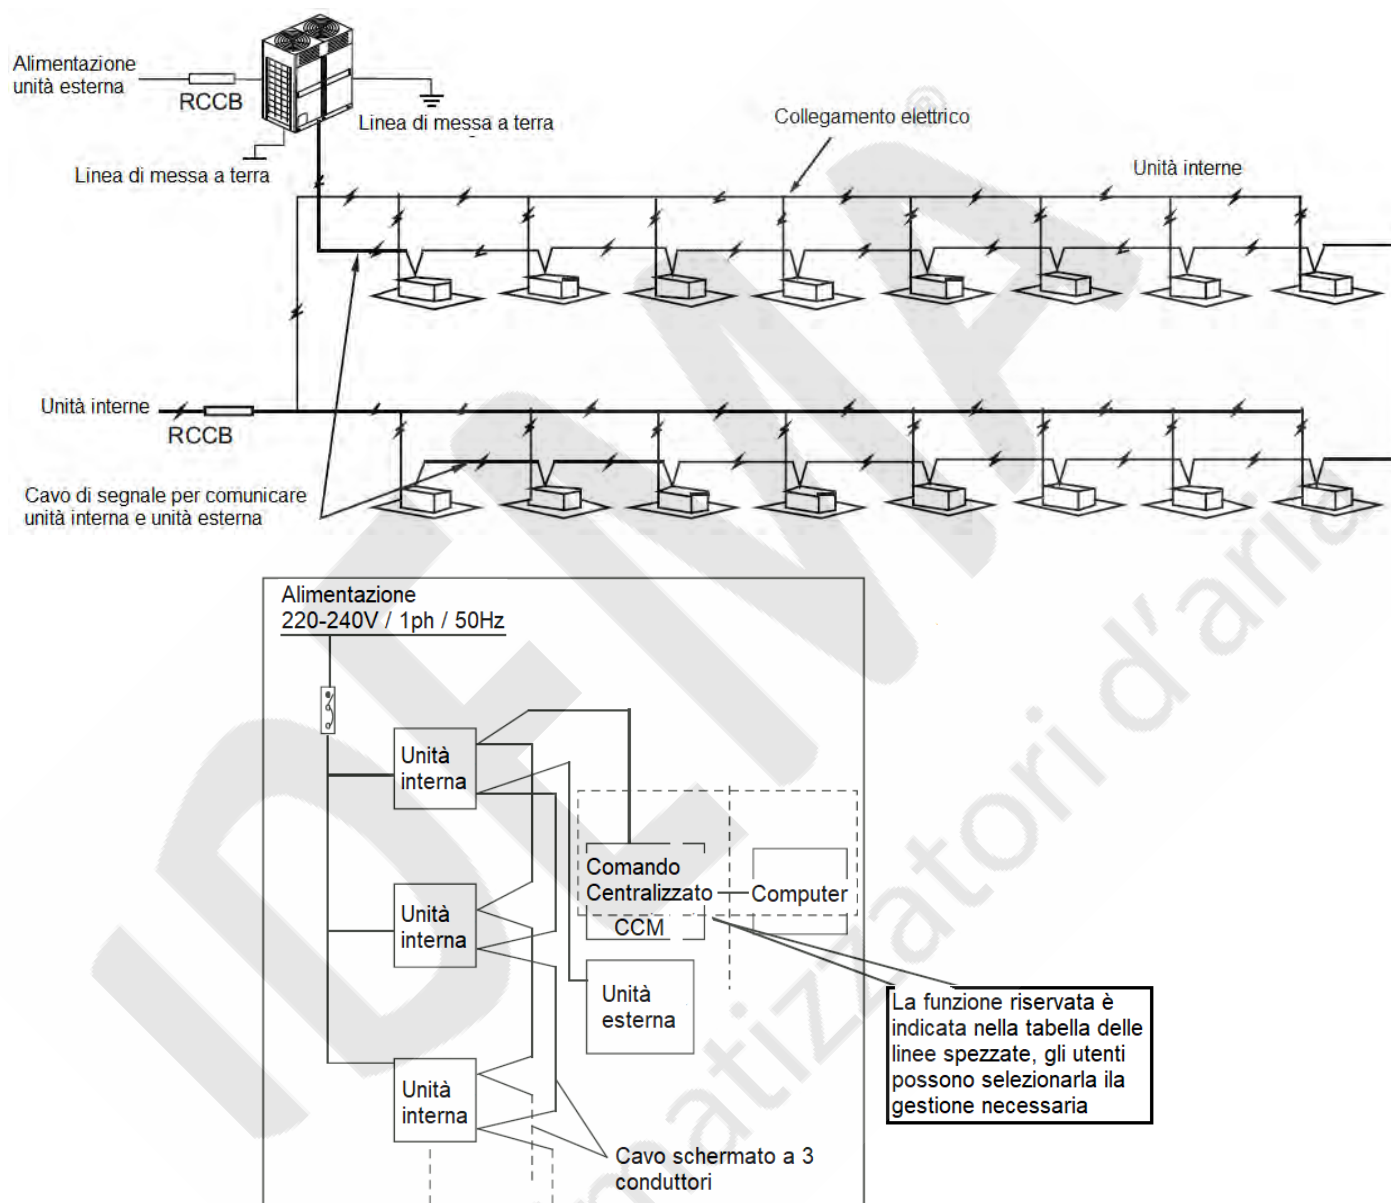 Alimentazione
unità esterna
RCCB
Linea di messa a terra
Linea di messa a terra
Collegamento elettrico
®
Unità interne
Unità interne
RCCB
Cavo di segnale per comunicare
unità interna e unità esterna
Alimentazione
220-240V / 1ph / 50Hz
Unità
interna
Comando
Centralizzato
CCM
Computer
Unità
interna
Unità
esterna
La funzione riservata è
indicata nella tabella delle
linee spezzate, gli utenti
possono selezionarla ila
gestione necessaria
Unità
interna
Cavo schermato a 3
conduttori
IDEMA
matizzatori d'aria